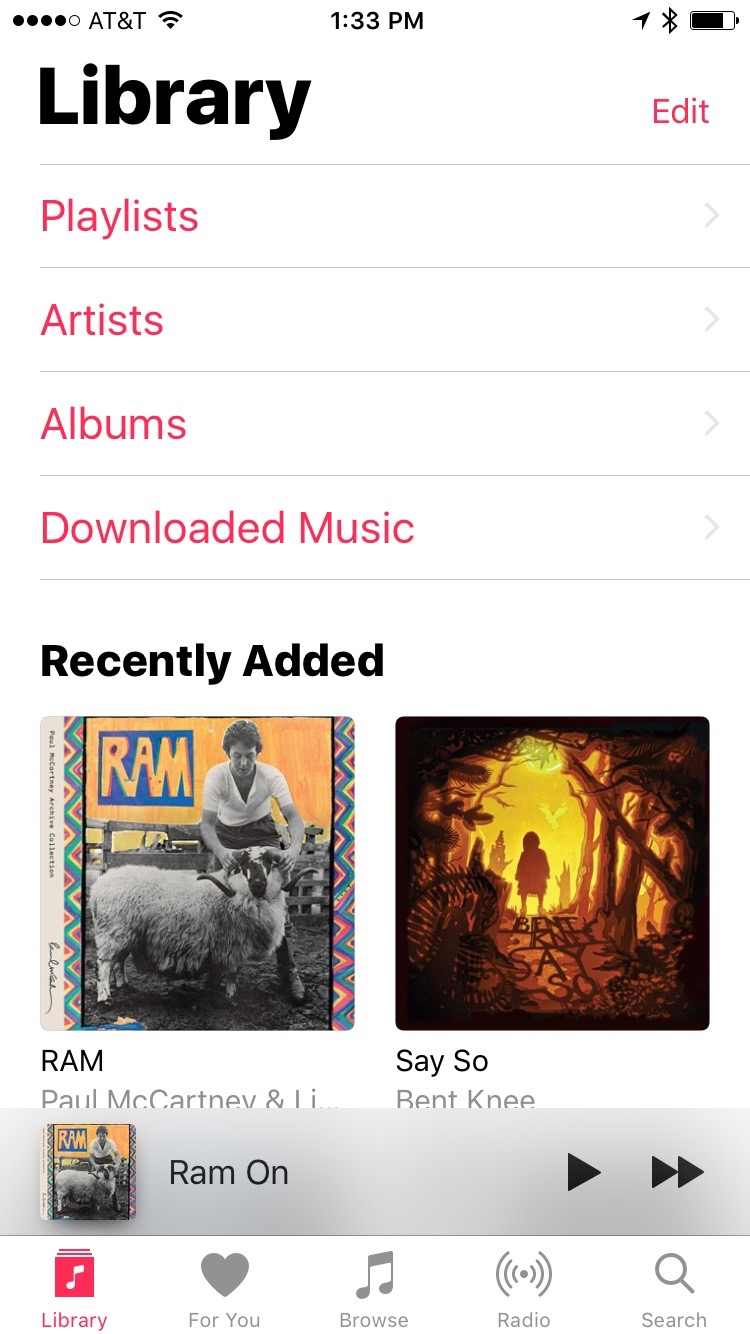 AT&T
1:33 PM
Library
Edit
Playlists
Artists
Albums
Downloaded Music
Recently Added
Paul McCartney Archive Collection
RAM
BENT
KNEE
SAY
SO
RAM
Say So
Paul McCartney & Li...
Bent Knee
RAM
Ram On
Library
For You
Browse
Radio
Search